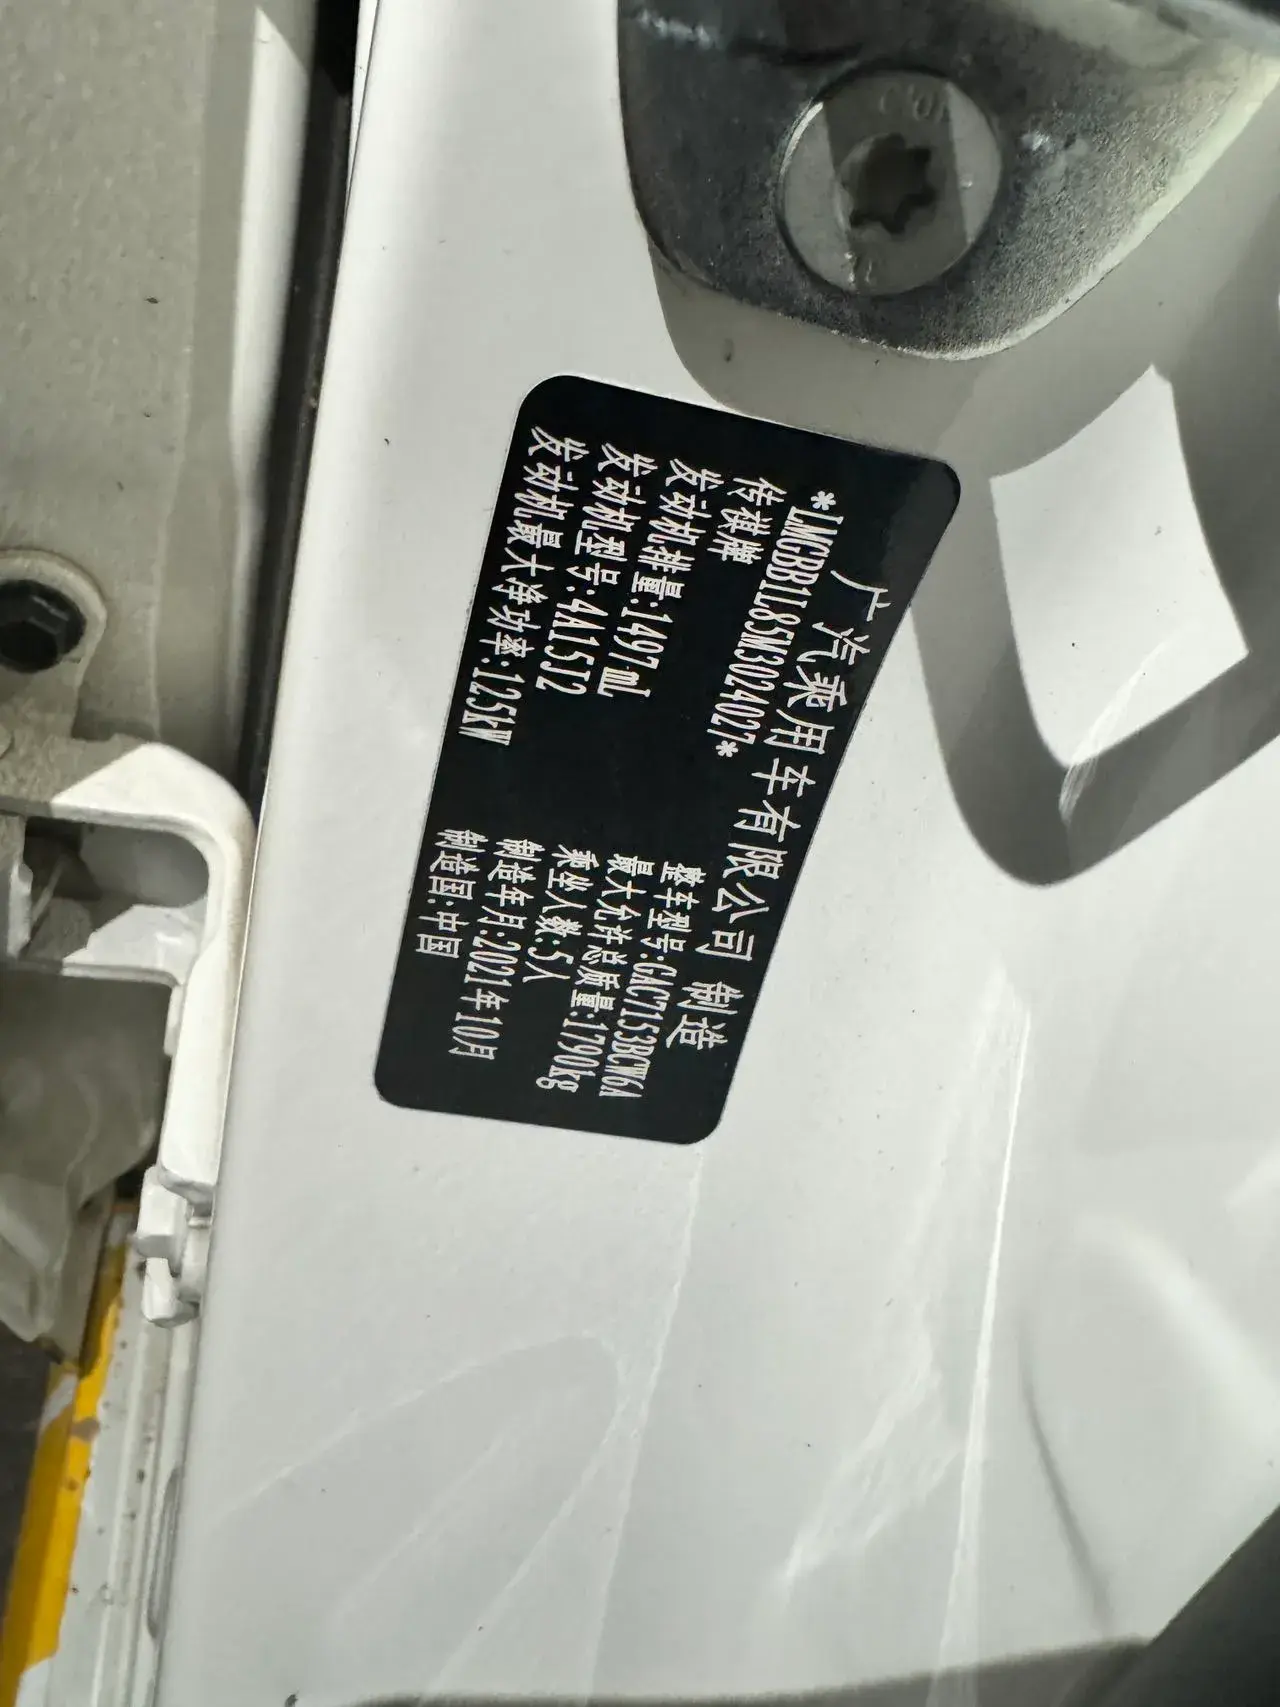 广汽乘用车有限公司 制造
*LMGBB1L85M3024027*
传祺牌 整车型号:GAC7153BCW6A
发动机排量:1497mL 最大允许总质量:1790kg
发动机型号:4A15J2 乘坐人数:5人
发动机最大净功率:125kW 制造年月:2021年10月
制造国:中国